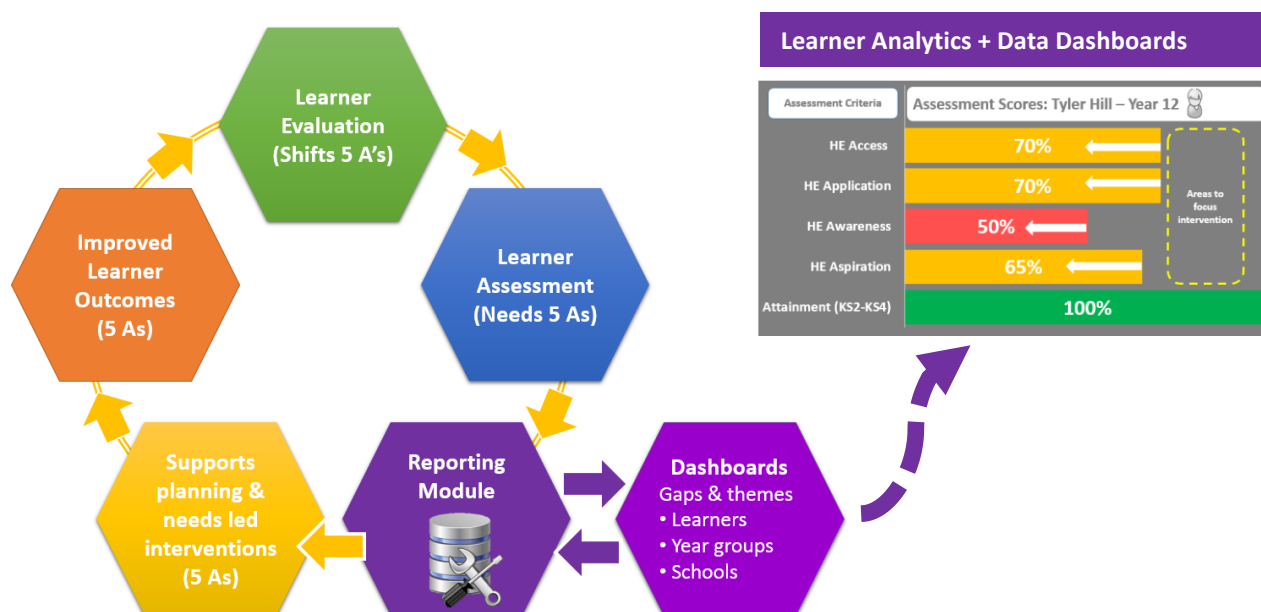 Learner
Evaluation
(Shifts 5 A's)
Learner
Assessment
(Needs 5 As)
Reporting
Module
Dashboards
Gaps & themes
• Learners
• Year groups
• Schools
Supports
planning &
needs led
interventions
(5 As)
Improved
Learner
Outcomes
(5 As)
Learner Analytics + Data Dashboards
Assessment Criteria
Assessment Scores: Tyler Hill – Year 12
HE Access
70%
HE Application
70%
HE Awareness
50%
HE Aspiration
65%
Attainment (KS2-KS4)
100%
Areas to
focus
intervention